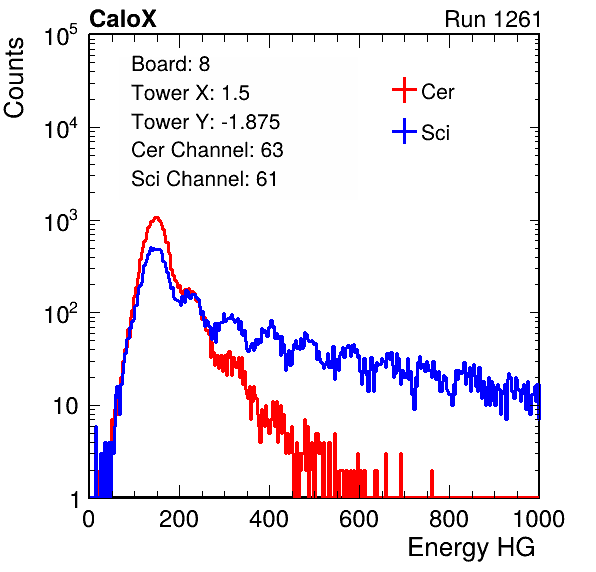 CaloX Run 1261
Counts
10^5
10^4
10^3
10^2
10
1
Board: 8
Tower X: 1.5
Tower Y: -1.875
Cer Channel: 63
Sci Channel: 61
Cer
Sci
0 200 400 600 800 1000
Energy HG